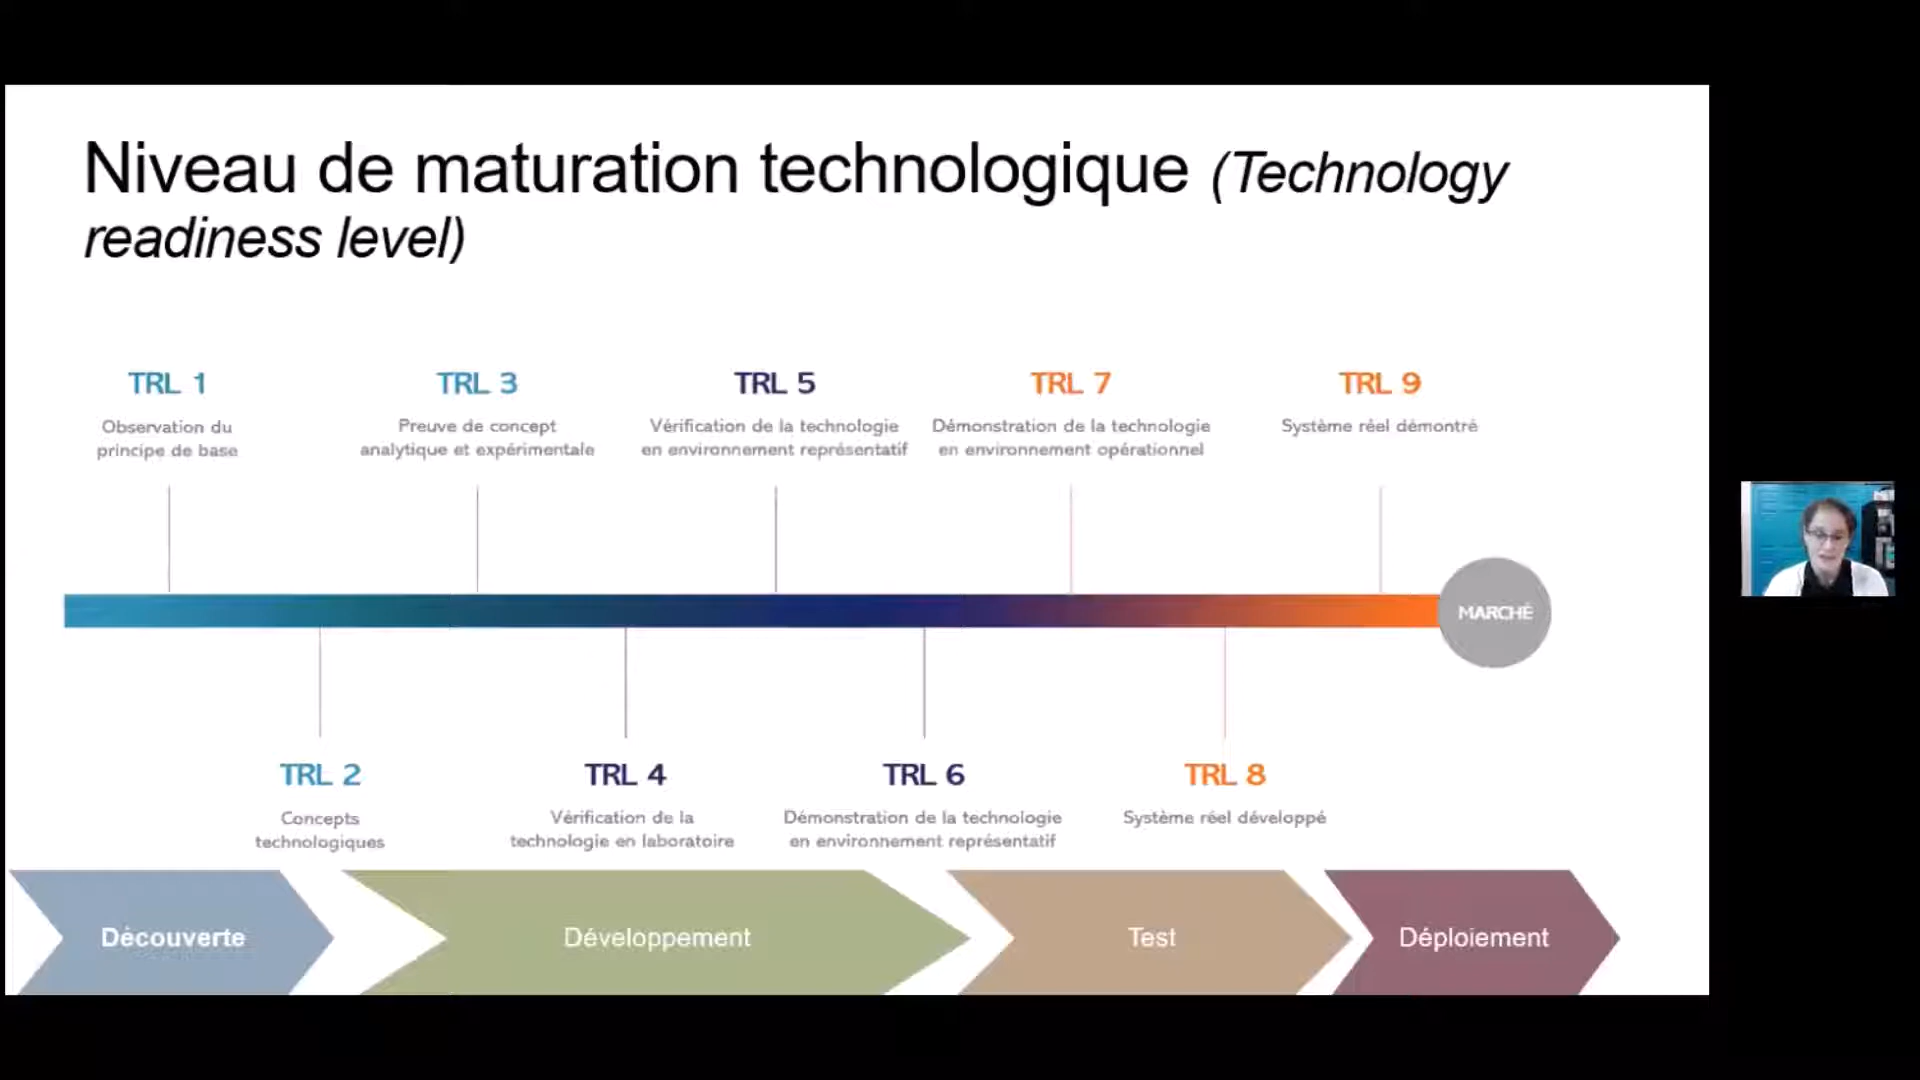 Niveau de maturation technologique (Technology
readiness level)
TRL 1
Observation du
principe de base
TRL 3
Preuve de concept
analytique et expérimentale
TRL 5
Vérification de la technologie
en environnement représentatif
TRL 7
Démonstration de la technologie
en environnement opérationnel
TRL 9
Système réel démontré
MARCHÉ
TRL 2
Concepts
technologiques
TRL 4
Vérification de la
technologie en laboratoire
TRL 6
Démonstration de la technologie
en environnement représentatif
TRL 8
Système réel développé
Découverte
Développement
Test
Déploiement